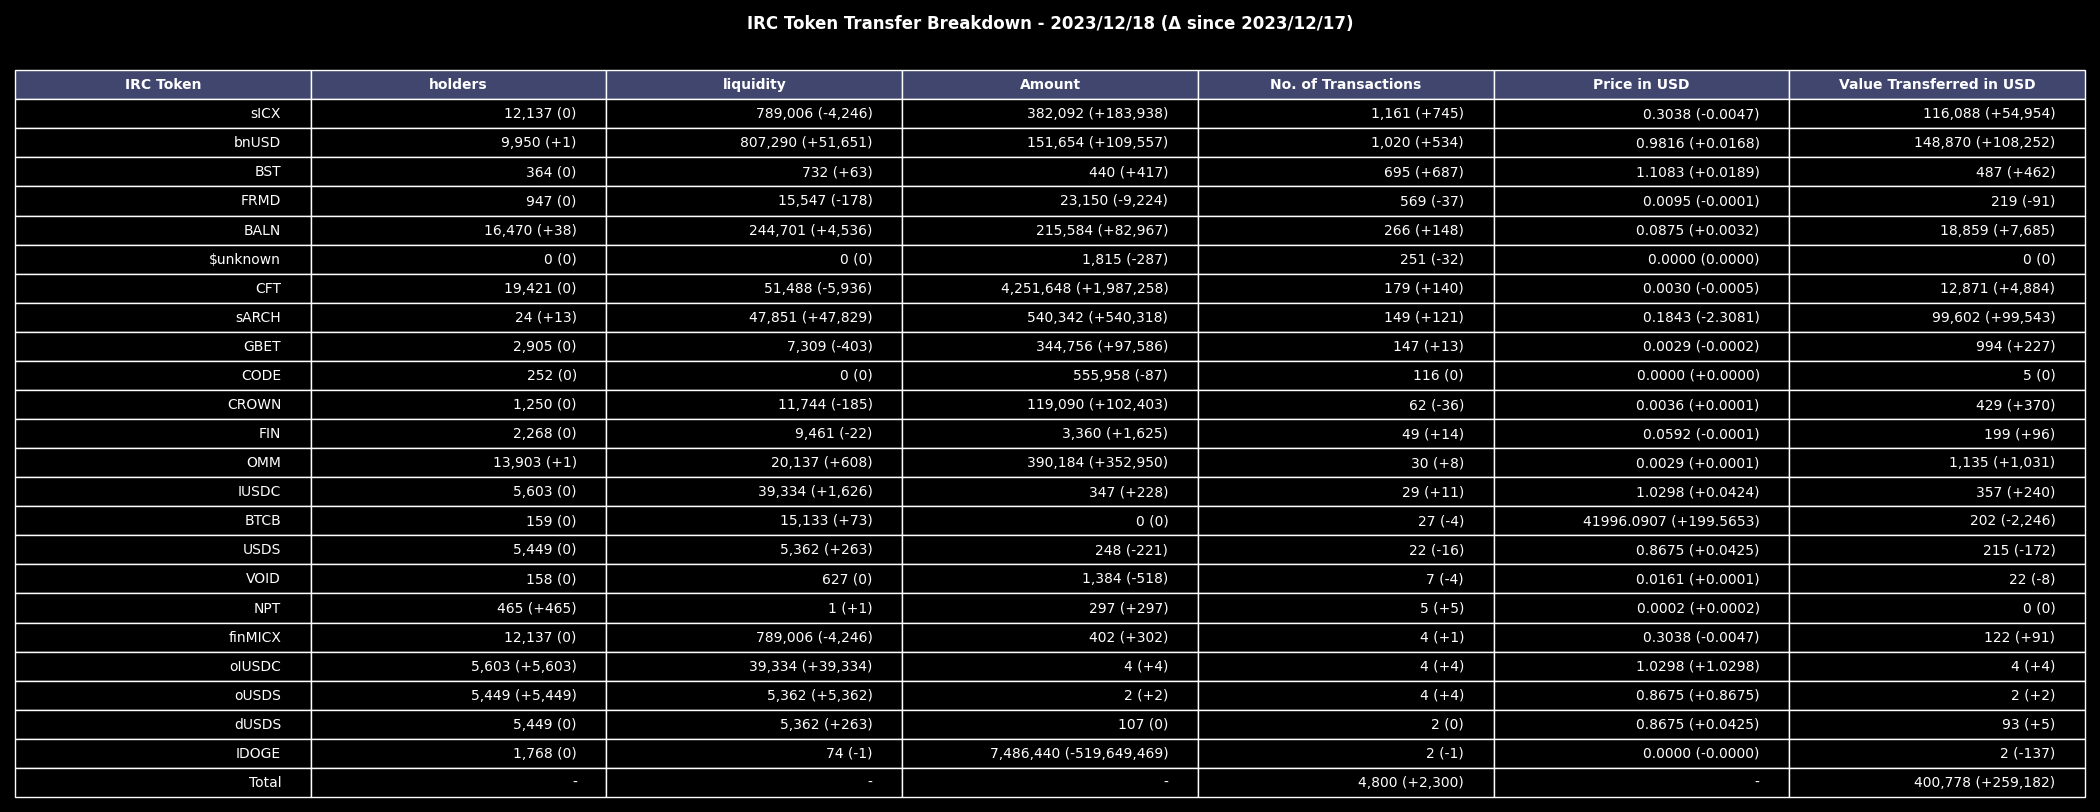 IRC Token Transfer Breakdown - 2023/12/18 (Δ since 2023/12/17)
IRC Token holders liquidity Amount No. of Transactions Price in USD Value Transferred in USD
sICX 12,137 (0) 789,006 (-4,246) 382,092 (+183,938) 1,161 (+745) 0.3038 (-0.0047) 116,088 (+54,954)
bnUSD 9,950 (+1) 807,290 (+51,651) 151,654 (+109,557) 1,020 (+534) 0.9816 (+0.0168) 148,870 (+108,252)
BST 364 (0) 732 (+63) 440 (+417) 695 (+687) 1.1083 (+0.0189) 487 (+462)
FRMD 947 (0) 15,547 (-178) 23,150 (-9,224) 569 (-37) 0.0095 (-0.0001) 219 (-91)
BALN 16,470 (+38) 244,701 (+4,536) 215,584 (+82,967) 266 (+148) 0.0875 (+0.0032) 18,859 (+7,685)
$unknown 0 (0) 0 (0) 1,815 (-287) 251 (-32) 0.0000 (0.0000) 0 (0)
CFT 19,421 (0) 51,488 (-5,936) 4,251,648 (+1,987,258) 179 (+140) 0.0030 (-0.0005) 12,871 (+4,884)
sARCH 24 (+13) 47,851 (+47,829) 540,342 (+540,318) 149 (+121) 0.1843 (-2.3081) 99,602 (+99,543)
GBET 2,905 (0) 7,309 (-403) 344,756 (+97,586) 147 (+13) 0.0029 (-0.0002) 994 (+227)
CODE 252 (0) 0 (0) 555,958 (-87) 116 (0) 0.0000 (+0.0000) 5 (0)
CROWN 1,250 (0) 11,744 (-185) 119,090 (+102,403) 62 (-36) 0.0036 (+0.0001) 429 (+370)
FIN 2,268 (0) 9,461 (-22) 3,360 (+1,625) 49 (+14) 0.0592 (-0.0001) 199 (+96)
OMM 13,903 (+1) 20,137 (+608) 390,184 (+352,950) 30 (+8) 0.0029 (+0.0001) 1,135 (+1,031)
IUSDC 5,603 (0) 39,334 (+1,626) 347 (+228) 29 (+11) 1.0298 (+0.0424) 357 (+240)
BTCB 159 (0) 15,133 (+73) 0 (0) 27 (-4) 41996.0907 (+199.5653) 202 (-2,246)
USDS 5,449 (0) 5,362 (+263) 248 (-221) 22 (-16) 0.8675 (+0.0425) 215 (-172)
VOID 158 (0) 627 (0) 1,384 (-518) 7 (-4) 0.0161 (+0.0001) 22 (-8)
NPT 465 (+465) 1 (+1) 297 (+297) 5 (+5) 0.0002 (+0.0002) 0 (0)
finMICX 12,137 (0) 789,006 (-4,246) 402 (+302) 4 (+1) 0.3038 (-0.0047) 122 (+91)
oIUSDC 5,603 (+5,603) 39,334 (+39,334) 4 (+4) 4 (+4) 1.0298 (+1.0298) 4 (+4)
oUSDS 5,449 (+5,449) 5,362 (+5,362) 2 (+2) 4 (+4) 0.8675 (+0.8675) 2 (+2)
dUSDS 5,449 (0) 5,362 (+263) 107 (0) 2 (0) 0.8675 (+0.0425) 93 (+5)
IDOGE 1,768 (0) 74 (-1) 7,486,440 (-519,649,469) 2 (-1) 0.0000 (-0.0000) 2 (-137)
Total - - - 4,800 (+2,300) - 400,778 (+259,182)